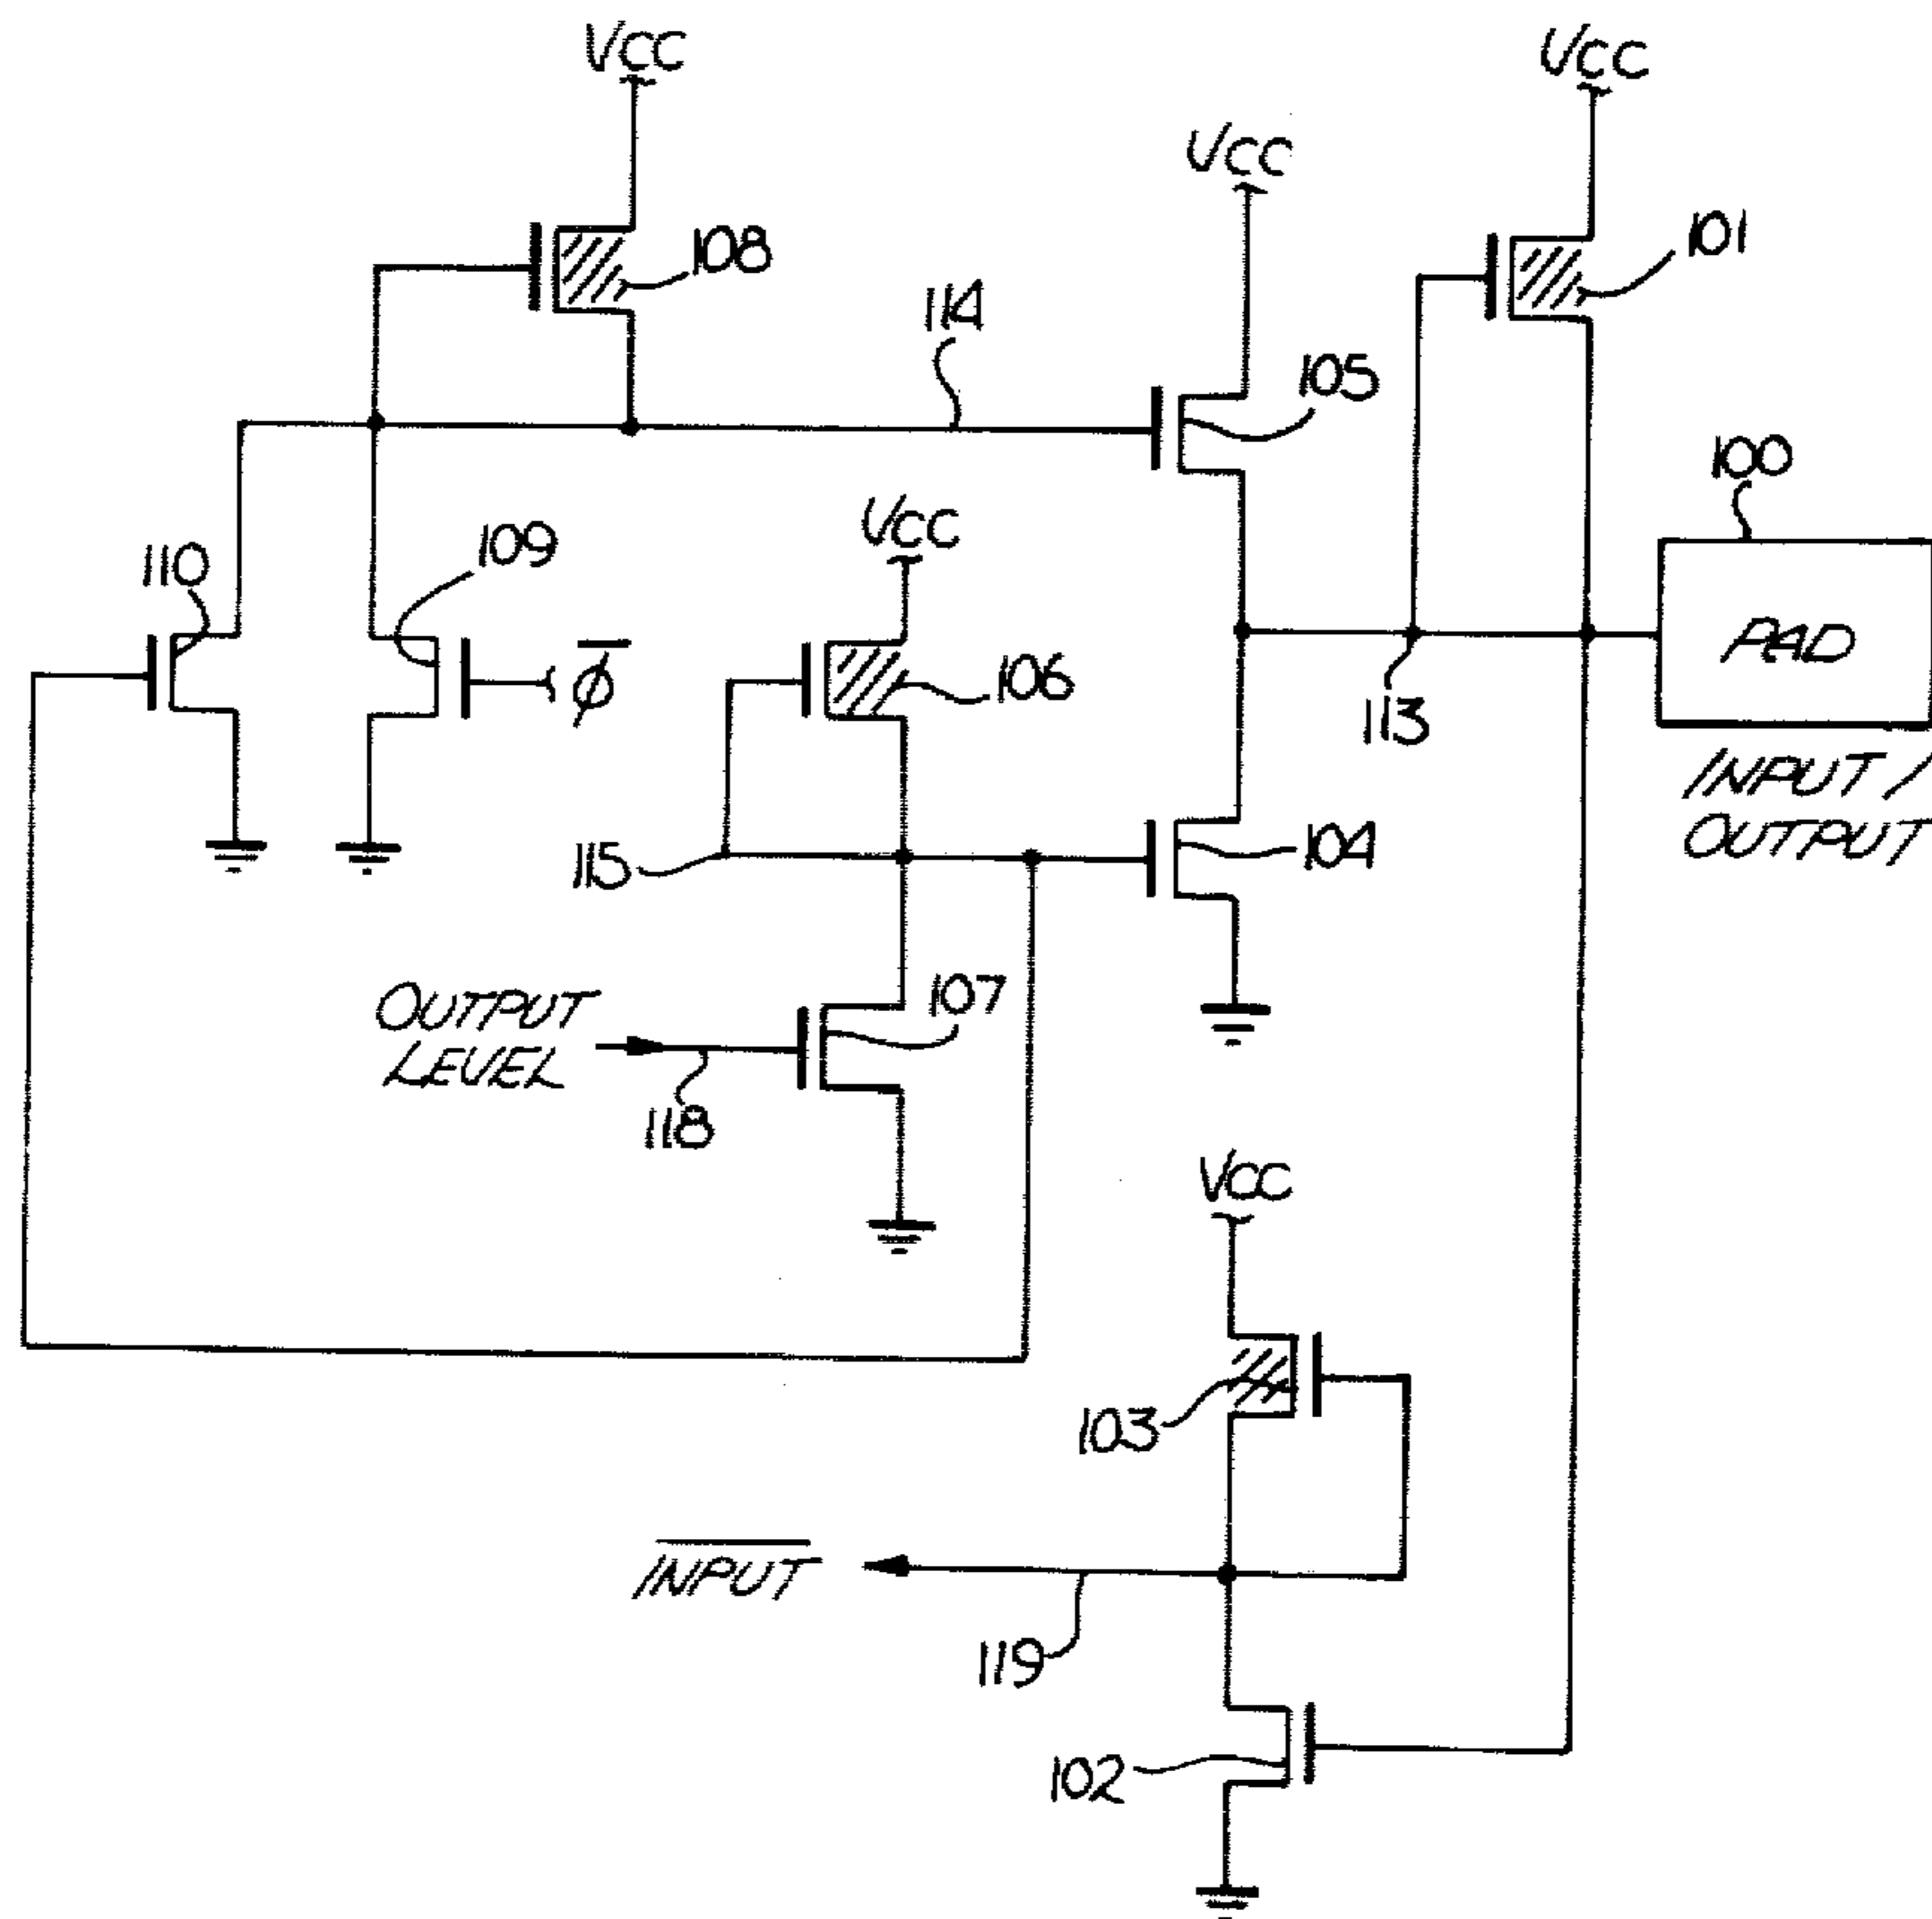 VCC
VCC
VCC
108
101
114
105
100
VCC
110
109
φ̅
106
PAD
113
INPUT /
OUTPUT
115
104
OUTPUT
LEVEL
107
118
VCC
103
I̅N̅P̅U̅T̅
119
102